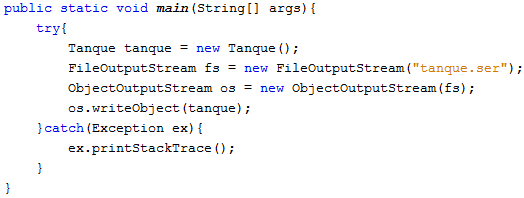 public static void main(String[] args){
    try{
        Tanque tanque = new Tanque();
        FileOutputStream fs = new FileOutputStream("tanque.ser");
        ObjectOutputStream os = new ObjectOutputStream(fs);
        os.writeObject(tanque);
    }catch(Exception ex){
        ex.printStackTrace();
    }
}